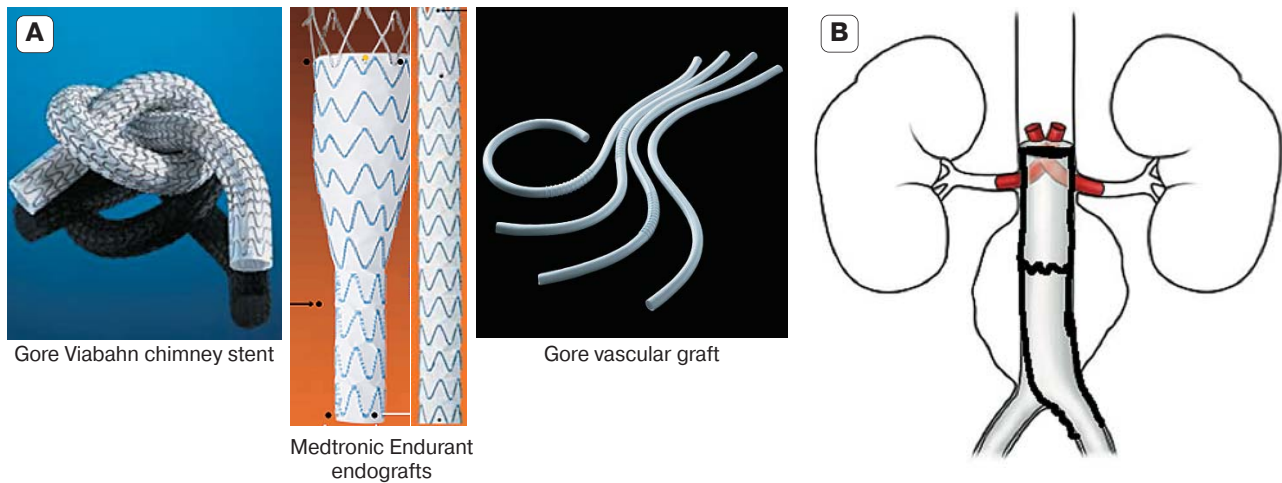 A
B
Gore Viabahn chimney stent
Gore vascular graft
Medtronic Endurant
endografts